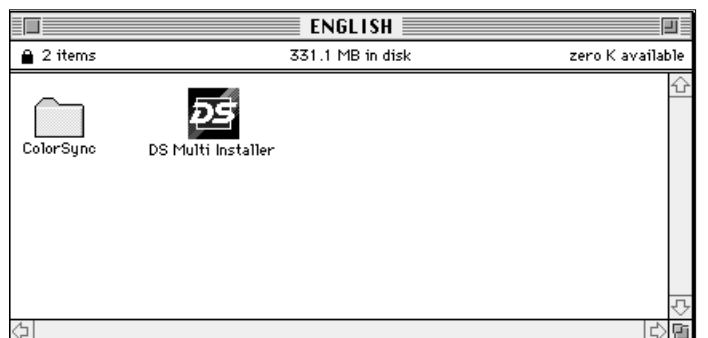 ENGLISH
2 items 331.1 MB in disk zero K available
DS
ColorSync DS Multi Installer